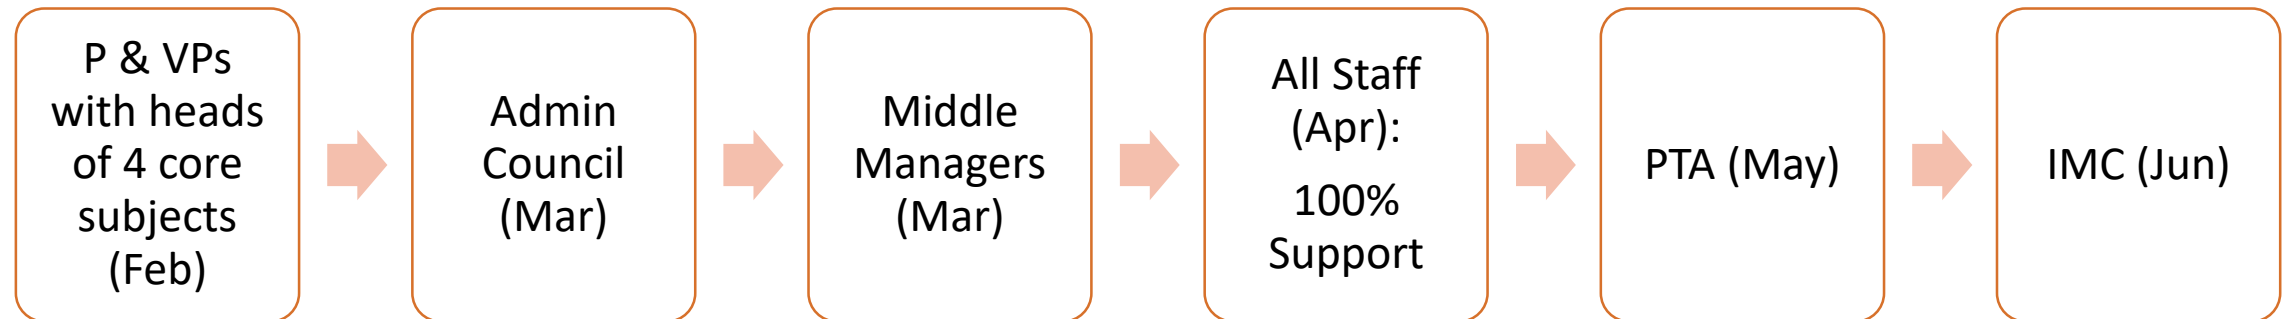 P & VPs
with heads
of 4 core
subjects
(Feb)
Admin
Council
(Mar)
Middle
Managers
(Mar)
All Staff
(Apr):
100%
Support
PTA (May)
IMC (Jun)